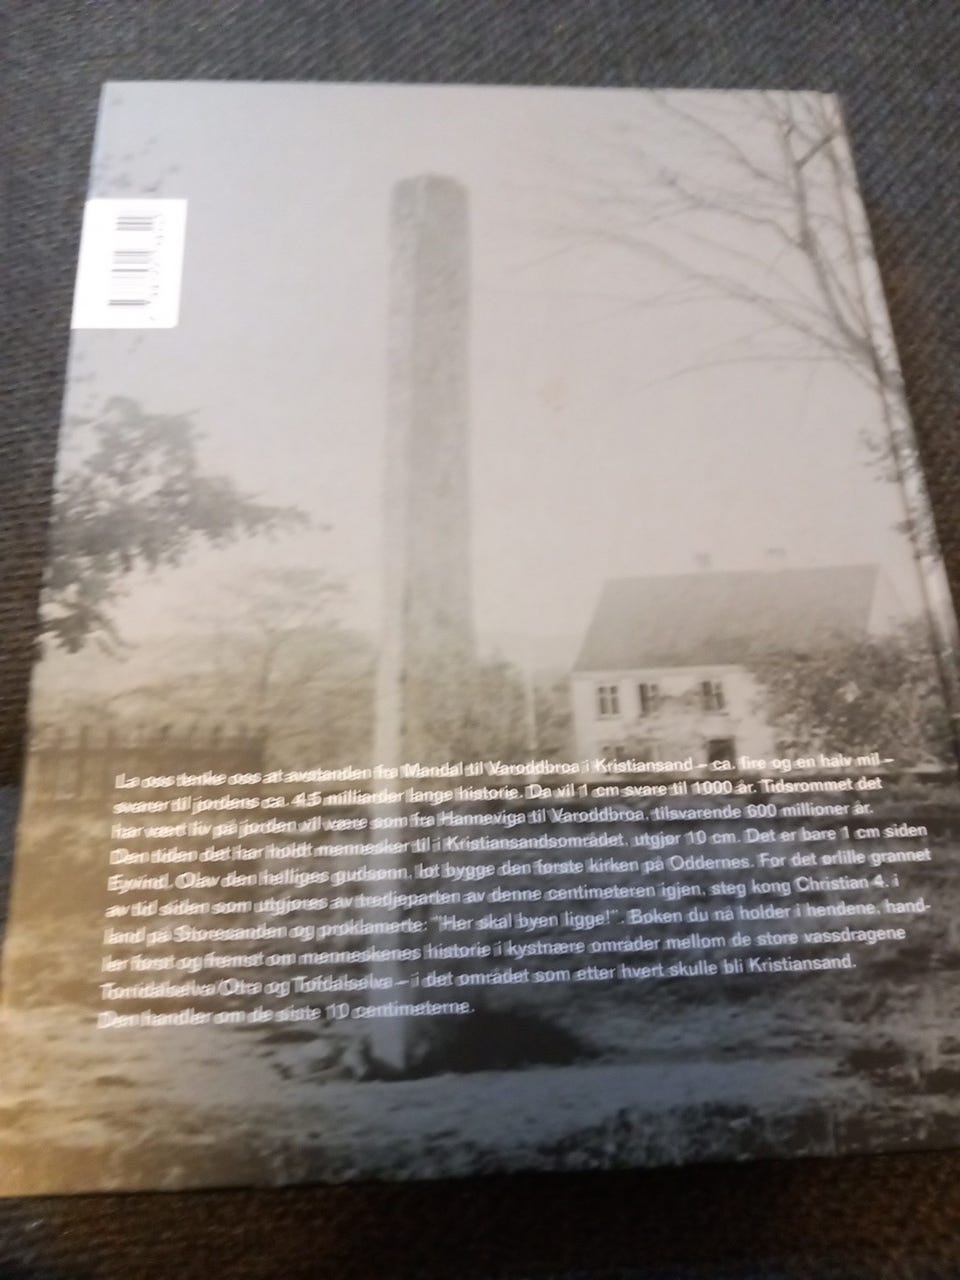 La oss tenke oss at avstanden fra Mandal til Varoddbroa i Kristiansand – ca. fire og en halv mil –
svarer til jordens ca. 4,5 milliarder lange historie. Da vil 1 cm svare til 1000 år. Tidsrommet det
har vært liv på jorden vil være som fra Hanneviga til Varoddbroa, tilsvarende 600 millioner år.
Den tiden det har holdt mennesker til i Kristiansandsområdet, utgjør 10 cm. Det er bare 1 cm siden
Eyvind, Olav den helliges gudsønn, lot bygge den første kirken på Oddernes. For det ørlille grannet
av tid siden som utgjøres av tredjeparten av denne centimeteren igjen, steg kong Christian 4. i
land på Storesanden og proklamerte: "Her skal byen ligge!". Boken du nå holder i hendene, hand-
ler først og fremst om menneskenes historie i kystnære områder mellom de store vassdragene
Torridalselva/Otra og Tofdalselva – i det området som etter hvert skulle bli Kristiansand.
Den handler om de siste 10 centimeterne.